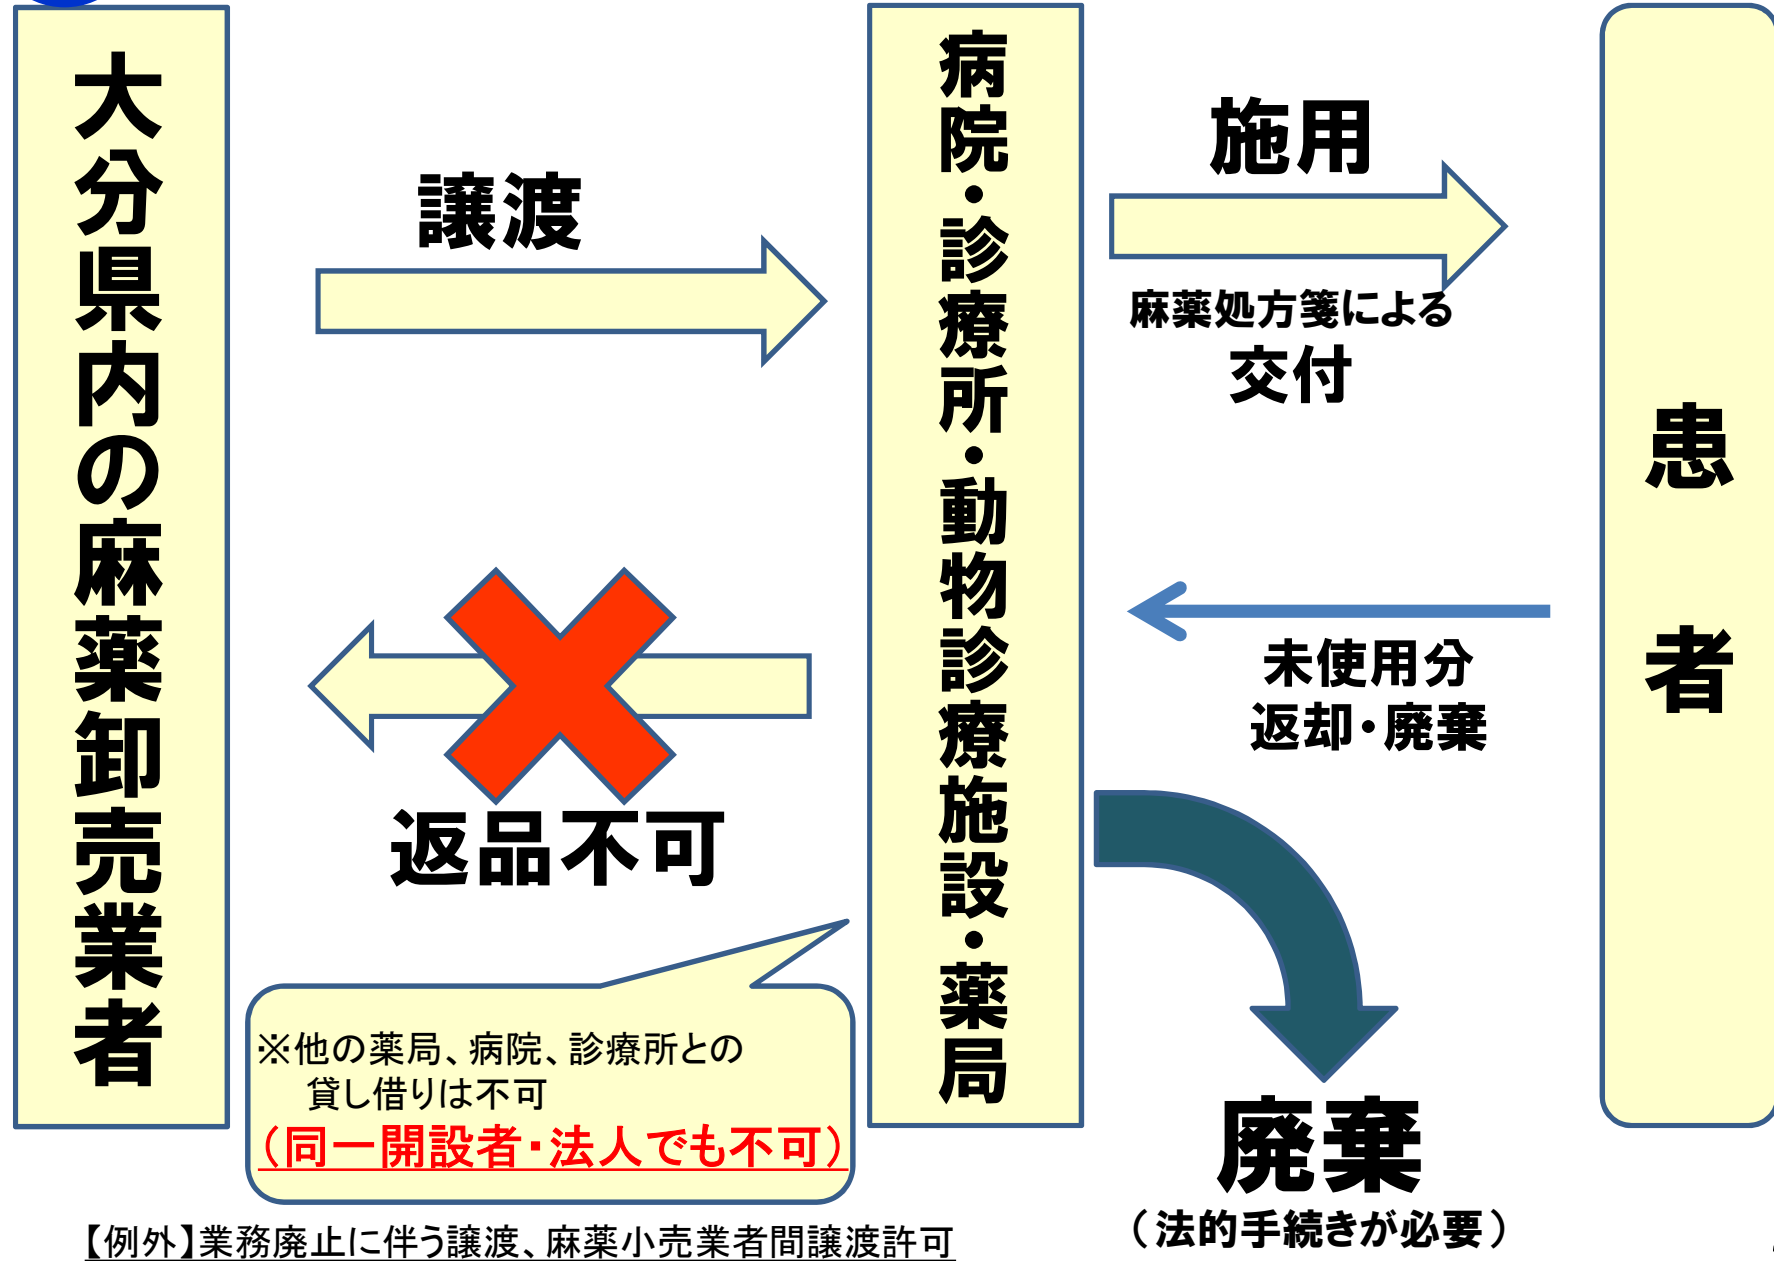 大分県内の麻薬卸売業者
譲渡
返品不可
※他の薬局、病院、診療所との
貸し借りは不可
（同一開設者・法人でも不可）
【例外】業務廃止に伴う譲渡、麻薬小売業者間譲渡許可
病院・診療所・動物診療施設・薬局
施用
麻薬処方箋による
交付
未使用分
返却・廃棄
廃棄
（法的手続きが必要）
患者